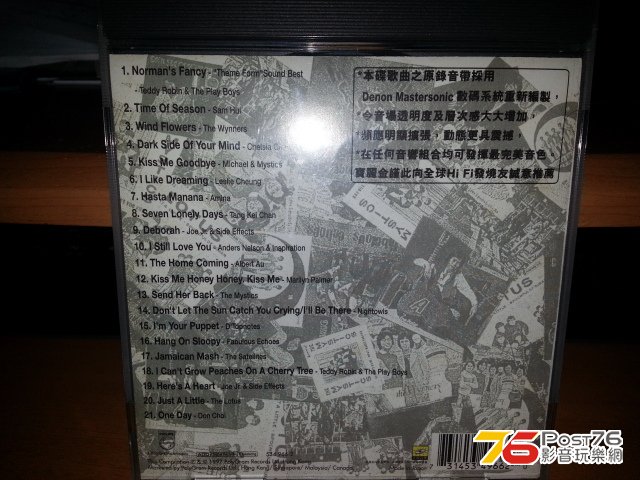 1. Norman's Fancy - "Theme Form"Sound Best
- Teddy Robin & The Play Boys
2. Time Of Season - Sam Hui
3. Wind Flowers - The Wynners
4. Dark Side Of Your Mind - Chelsia
5. Kiss Me Goodbye - Michael & Mystics
6. I Like Dreaming - Leslie Cheung
7. Hasta Manana - Amina
8. Seven Lonely Days - Tang Kei Chan
9. Deborah - Joe Jr. & Side Effects
10. I Still Love You - Anders Nelson & Inspiration
11. The Home Coming - Albert Au
12. Kiss Me Honey Honey, Kiss Me - Marilyn Palmer
13. Send Her Back - The Mystics
14. Don't Let The Sun Catch You Crying/I'll Be There - Nightowls
15. I'm Your Puppet - D'Topnotes
16. Hang On Sloopy - Fabulous Echoes
17. Jamaican Mash - The Satelites
18. I Can't Grow Peaches On A Cherry Tree - Teddy Robin & The Play Boys
19. Here's A Heart - Joe Jr. & Side Effects
20. Just A Little - The Lotus
21. One Day - Don Choi
*本碟歌曲之原錄音帶採用
Denon Mastersonic 數碼系統重新編製，
*令音場透明度及層次感大大增加，
*頻應明顯擴張，動態更具震撼。
*在任何音響組合均可發揮最完美音色，
寶麗金謹此向全球Hi Fi發燒友誠意推薦
7 31453 49662
76 Post76
影音玩樂網